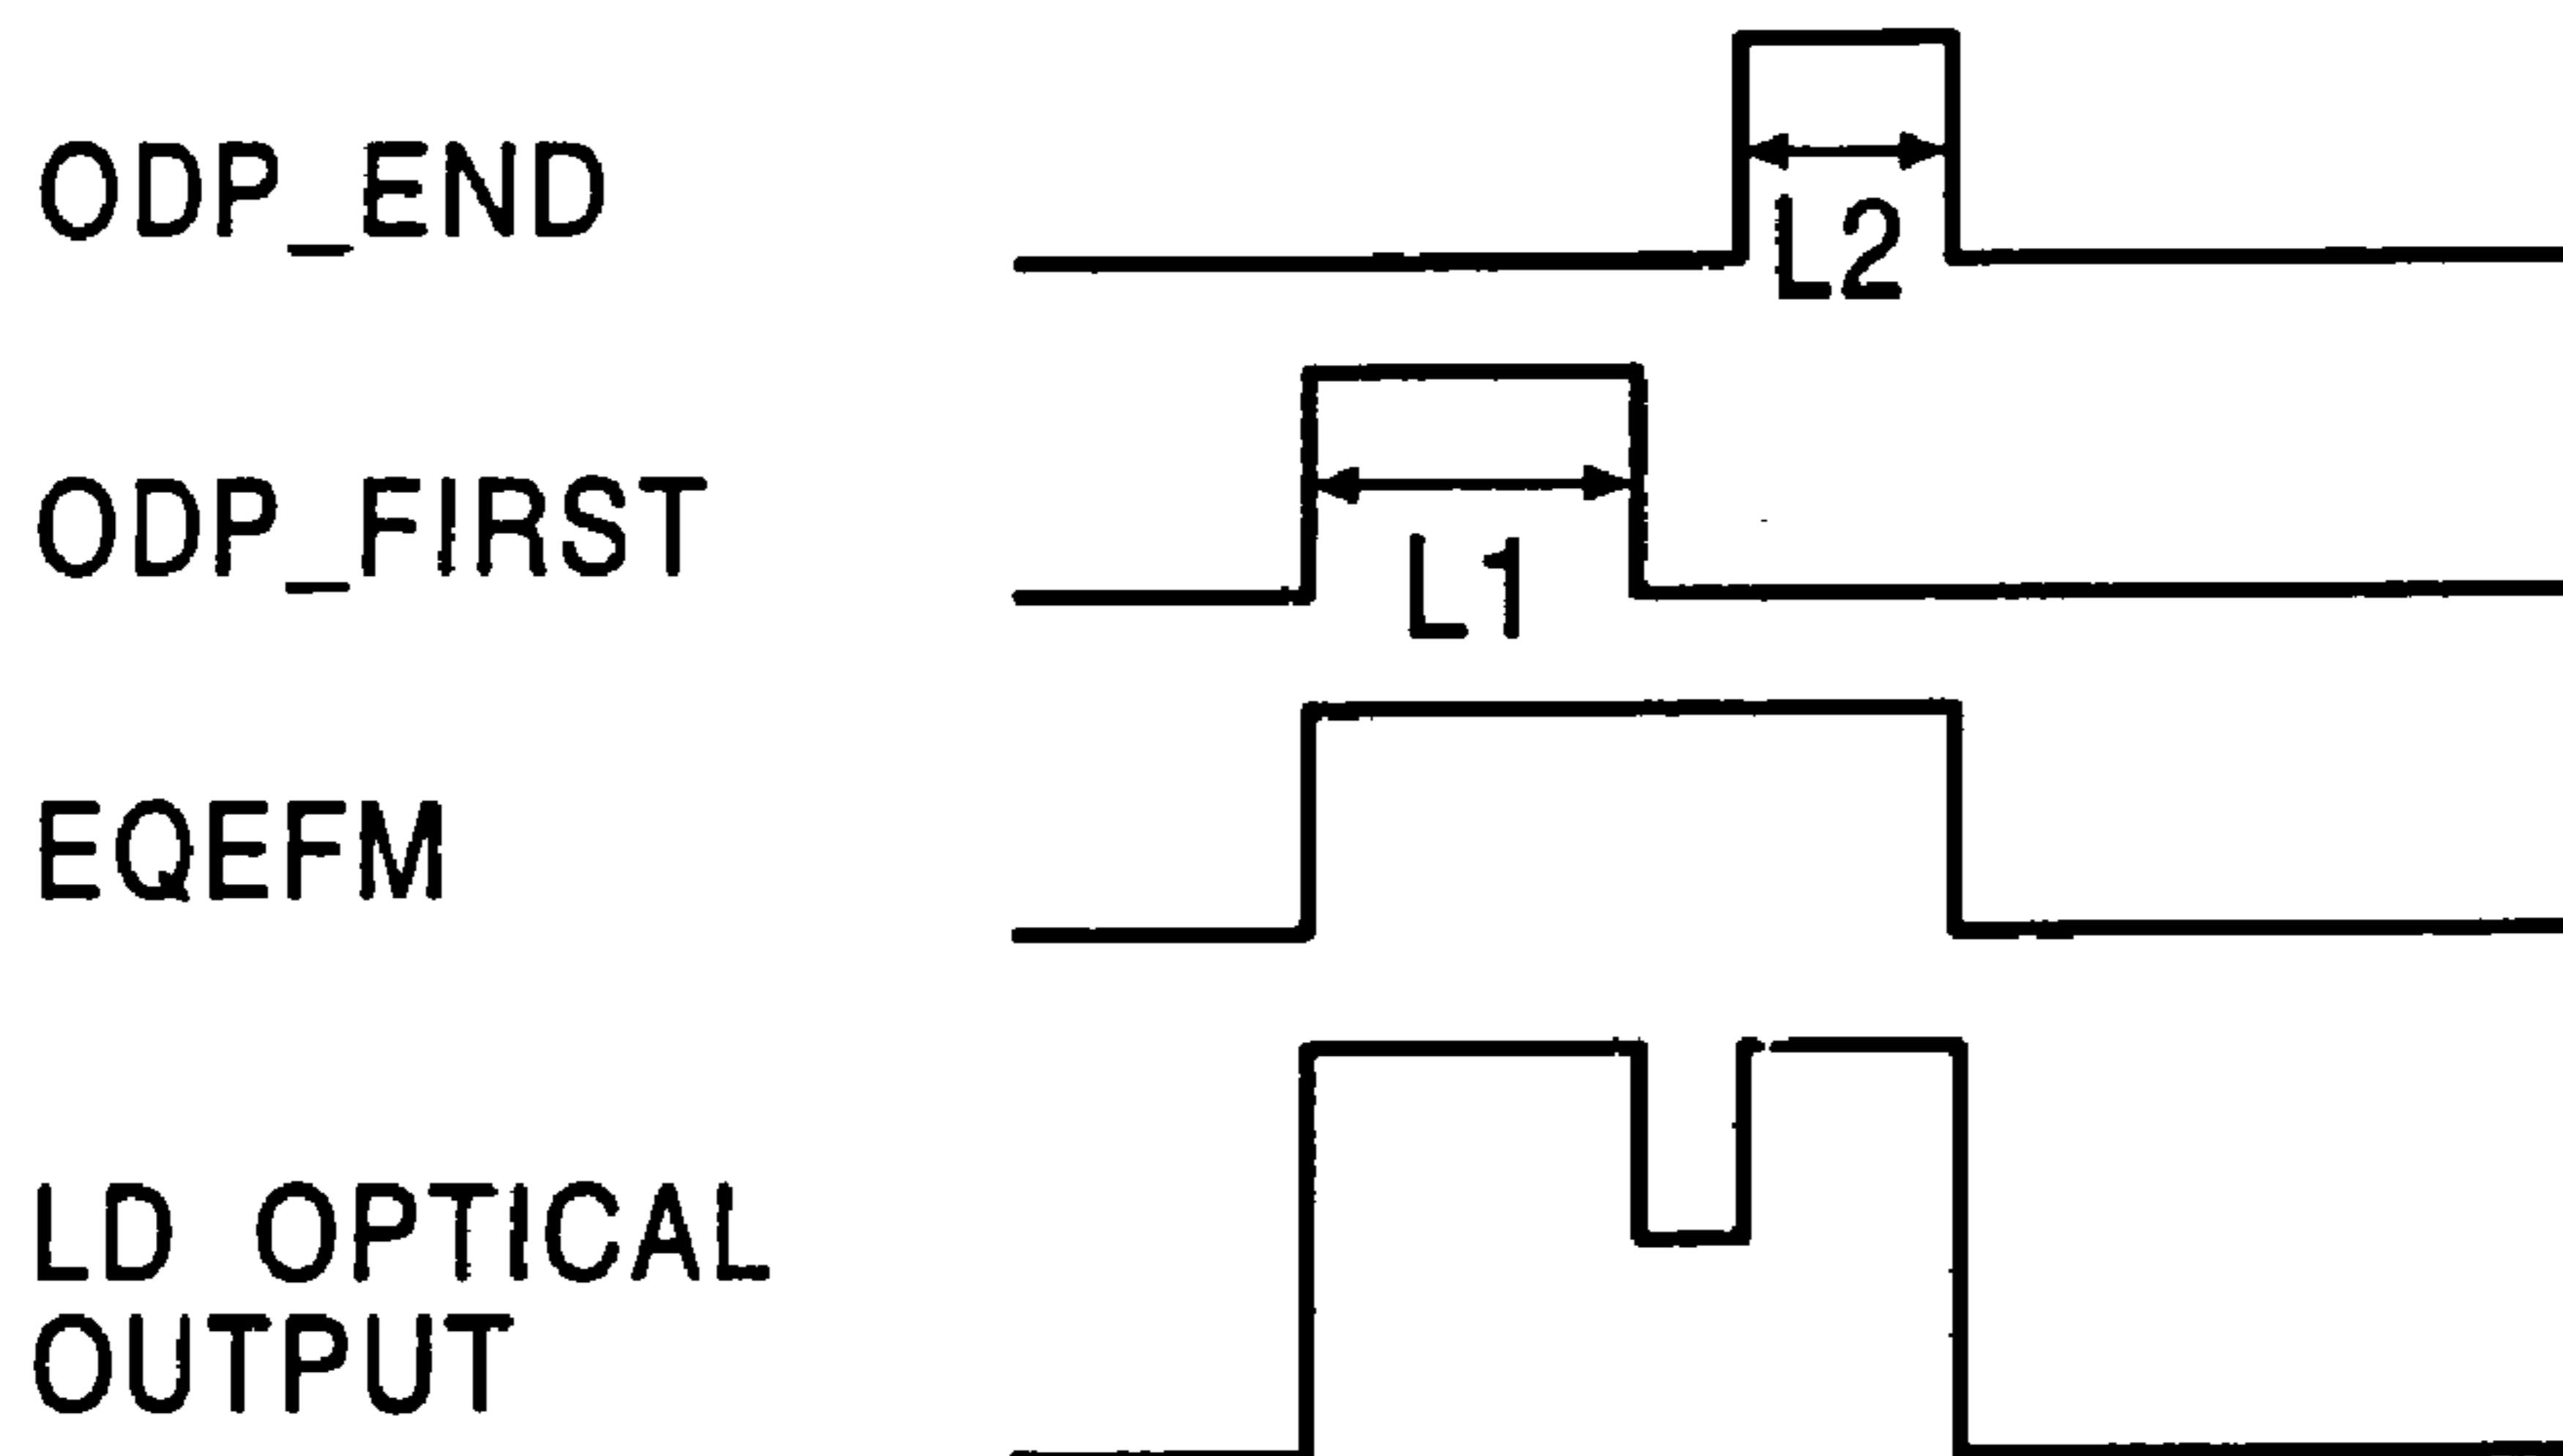 ODP_END
L2
ODP_FIRST
L1
EQEFM
LD OPTICAL
OUTPUT